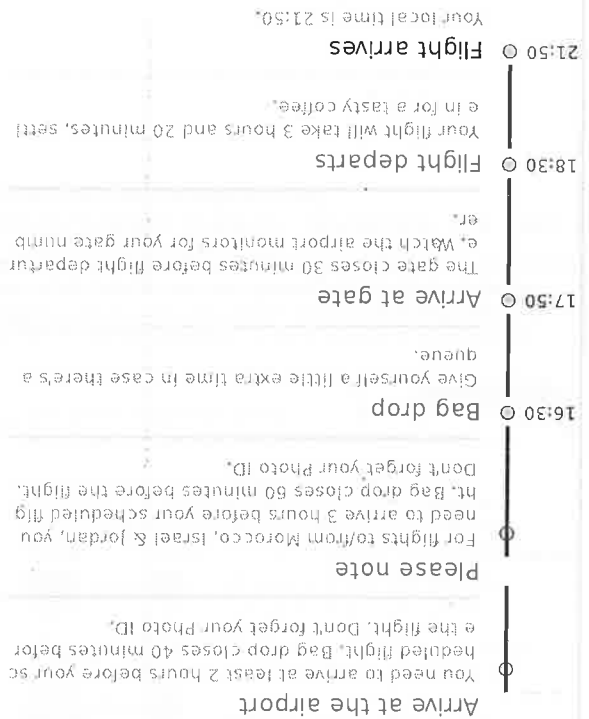 Arrive at the airport
You need to arrive at least 2 hours before your sc
heduled flight. Bag drop closes 40 minutes befor
e the flight. Don't forget your Photo ID.
Please note
For flights to/from Morocco, Israel & Jordan, you
need to arrive 3 hours before your scheduled flig
ht. Bag drop closes 60 minutes before the flight.
Don't forget your Photo ID.
16:30 Bag drop
Give yourself a little extra time in case there's a
queue.
17:50 Arrive at gate
The gate closes 30 minutes before flight departur
e. Watch the airport monitors for your gate numb
er.
18:30 Flight departs
Your flight will take 3 hours and 20 minutes, settl
e in for a tasty coffee.
21:50 Flight arrives
Your local time is 21:50.